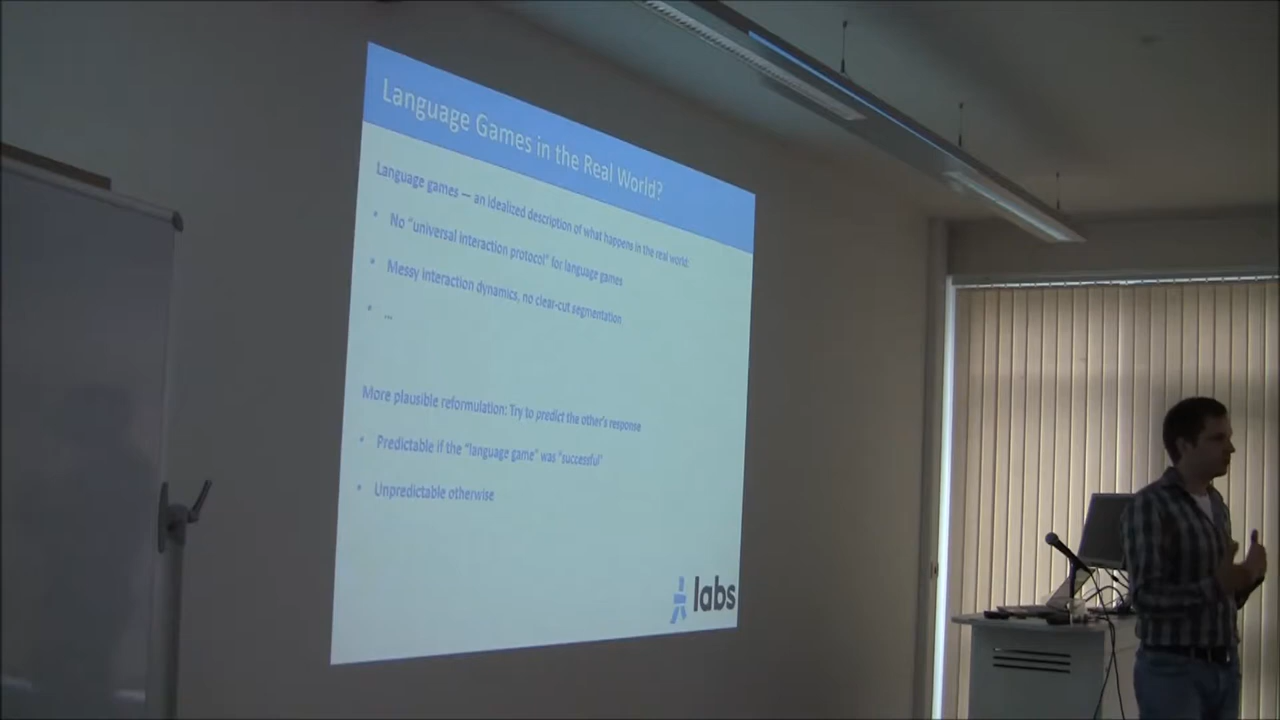 Language Games in the Real World?
Language games — an idealized description of what happens in the real world:
• No "universal interaction protocol" for language games
• Messy interaction dynamics, no clear-cut segmentation
• ...
More plausible reformulation: Try to predict the other's response
• Predictable if the "language game" was "successful"
• Unpredictable otherwise
labs